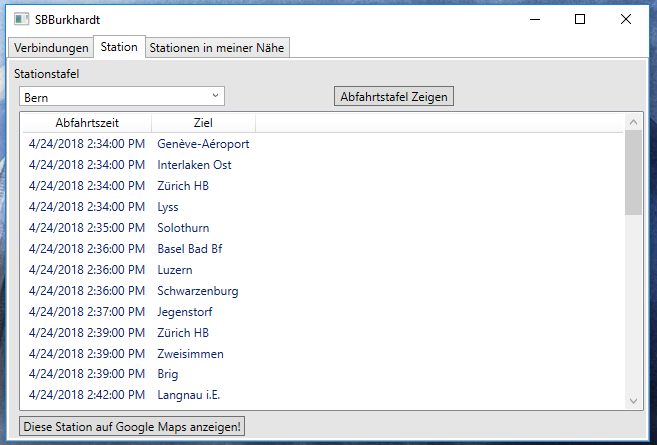 SBBurkhardt
Verbindungen Station Stationen in meiner Nähe
Stationstafel
Bern Abfahrtstafel Zeigen
Abfahrtszeit Ziel
4/24/2018 2:34:00 PM Genève-Aéroport
4/24/2018 2:34:00 PM Interlaken Ost
4/24/2018 2:34:00 PM Zürich HB
4/24/2018 2:34:00 PM Lyss
4/24/2018 2:35:00 PM Solothurn
4/24/2018 2:36:00 PM Basel Bad Bf
4/24/2018 2:36:00 PM Luzern
4/24/2018 2:36:00 PM Schwarzenburg
4/24/2018 2:37:00 PM Jegenstorf
4/24/2018 2:39:00 PM Zürich HB
4/24/2018 2:39:00 PM Zweisimmen
4/24/2018 2:39:00 PM Brig
4/24/2018 2:42:00 PM Langnau i.E.
Diese Station auf Google Maps anzeigen!